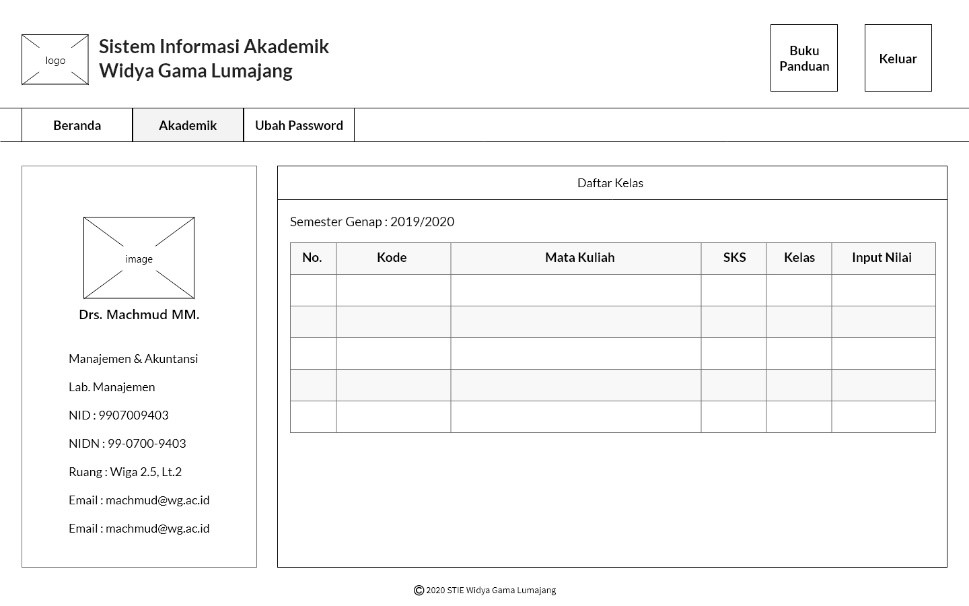 logo
Sistem Informasi Akademik
Widya Gama Lumajang
Buku
Panduan
Keluar
Beranda
Akademik
Ubah Password
image
Drs. Machmud MM.
Manajemen & Akuntansi
Lab. Manajemen
NID : 9907009403
NIDN : 99-0700-9403
Ruang : Wiga 2.5, Lt.2
Email : machmud@wg.ac.id
Email : machmud@wg.ac.id
Daftar Kelas
Semester Genap : 2019/2020
No. Kode Mata Kuliah SKS Kelas Input Nilai
© 2020 STIE Widya Gama Lumajang